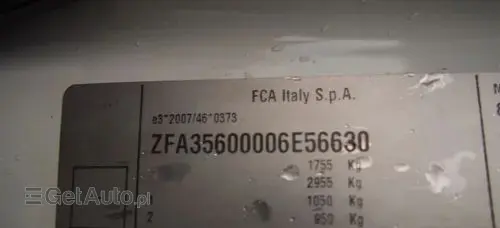 FCA Italy S.p.A.
e3*2007/46*0373
ZFA35600006E56630
1755 Kg
2955 Kg
1050 Kg
2 950 Kg
M
GetAuto.pl